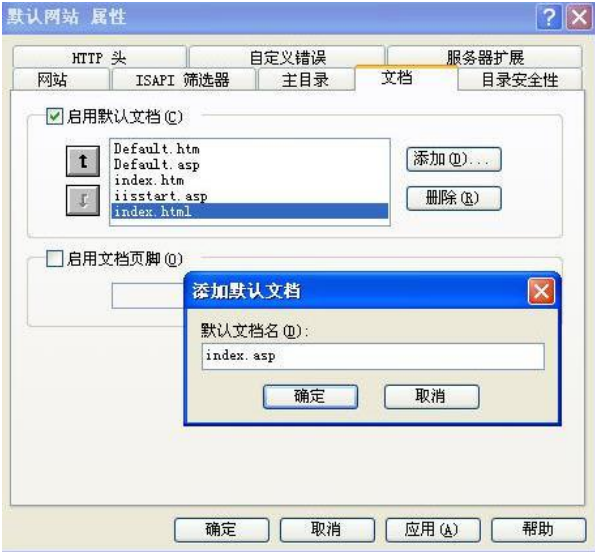 默认网站 属性
HTTP 头 自定义错误 服务器扩展
网站 ISAPI 筛选器 主目录 文档 目录安全性
启用默认文档(C)
Default.htm
Default.asp
index.htm
iisstart.asp
index.html
添加(D)...
删除(R)
启用文档页脚(O)
添加默认文档
默认文档名(D):
index.asp
确定 取消
确定 取消 应用(A) 帮助